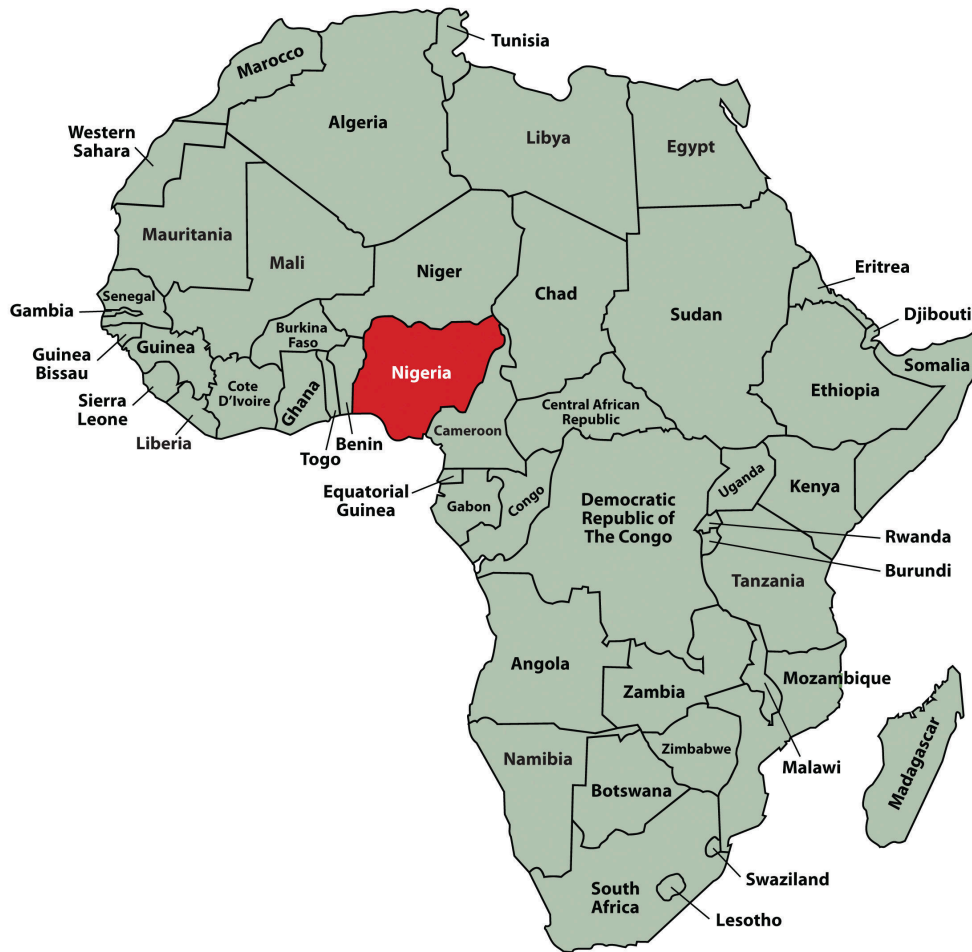 Tunisia
Marocco
Algeria
Libya
Egypt
Western
Sahara
Mauritania
Mali
Niger
Chad
Sudan
Eritrea
Djibouti
Somalia
Senegal
Gambia
Guinea
Bissau
Guinea
Sierra
Leone
Liberia
Cote
D'Ivoire
Burkina
Faso
Ghana
Togo
Benin
Nigeria
Cameroon
Central African
Republic
Ethiopia
Equatorial
Guinea
Gabon
Congo
Democratic
Republic of
The Congo
Uganda
Kenya
Rwanda
Burundi
Tanzania
Angola
Zambia
Mozambique
Malawi
Namibia
Zimbabwe
Botswana
Madagascar
South
Africa
Swaziland
Lesotho